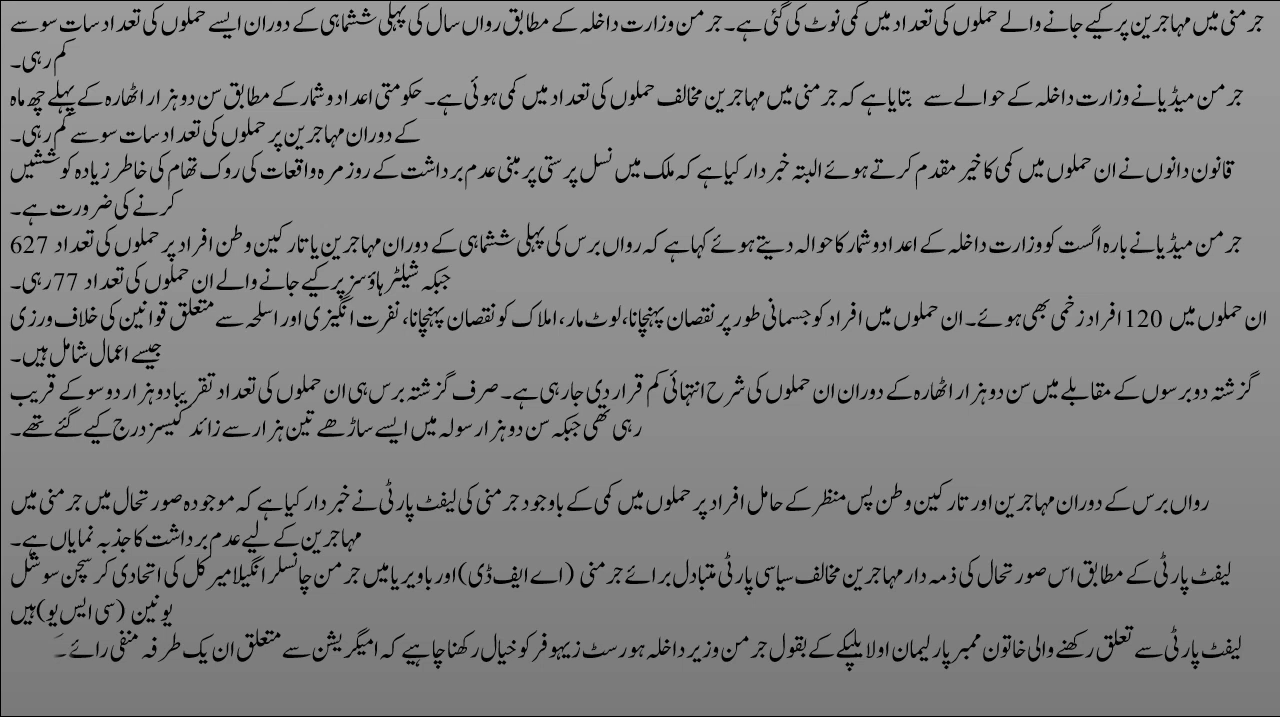 جرمنی میں مہاجرین پر کیے جانے والے حملوں کی تعداد میں کمی نوٹ کی گئی ہے۔ جرمن وزارت داخلہ کے مطابق رواں سال کی پہلی ششماہی کے دوران ایسے حملوں کی تعداد سات سو سے
کم رہی۔
جرمن میڈیا نے وزارت داخلہ کے حوالے سے بتایا ہے کہ جرمنی میں مہاجرین مخالف حملوں کی تعداد میں کمی ہوئی ہے۔ حکومتی اعداد و شمار کے مطابق سن دو ہزار اٹھارہ کے پہلے چھ ماہ
کے دوران مہاجرین پر حملوں کی تعداد سات سو سے کم رہی۔
قانون دانوں نے ان حملوں میں کمی کا خیر مقدم کرتے ہوئے البتہ خبردار کیا ہے کہ ملک میں نسل پرستی پر مبنی عدم برداشت کے روز مرہ واقعات کی روک تھام کی خاطر زیادہ کوششیں
کرنے کی ضرورت ہے۔
جرمن میڈیا نے بارہ اگست کو وزارت داخلہ کے اعداد و شمار کا حوالہ دیتے ہوئے کہا ہے کہ رواں برس کی پہلی ششماہی کے دوران مہاجرین یا تارکین وطن افراد پر حملوں کی تعداد 627
جبکہ شیلٹر ہاؤسز پر کیے جانے والے ان حملوں کی تعداد 77 رہی۔
ان حملوں میں 120 افراد زخمی بھی ہوئے۔ ان حملوں میں افراد کو جسمانی طور پر نقصان پہنچانا، لوٹ مار، املاک کو نقصان پہنچانا، نفرت انگیزی اور اسلحہ سے متعلق قوانین کی خلاف ورزی
جیسے اعمال شامل ہیں۔
گزشتہ دو برسوں کے مقابلے میں سن دو ہزار اٹھارہ کے دوران ان حملوں کی شرح انتہائی کم قرار دی جا رہی ہے۔ صرف گزشتہ برس ہی ان حملوں کی تعداد تقریبا دو ہزار دو سو کے قریب
رہی تھی جبکہ سن دو ہزار سولہ میں ایسے ساڑھے تین ہزار سے زائد کیسز درج کیے گئے تھے۔
رواں برس کے دوران مہاجرین اور تارکین وطن پس منظر کے حامل افراد پر حملوں میں کمی کے باوجود جرمنی کی لیفٹ پارٹی نے خبردار کیا ہے کہ موجودہ صورتحال میں جرمنی میں
مہاجرین کے لیے عدم برداشت کا جذبہ نمایاں ہے۔
لیفٹ پارٹی کے مطابق اس صورتحال کی ذمہ دار مہاجرین مخالف سیاسی پارٹی متبادل برائے جرمنی (اے ایف ڈی) اور باویریا میں جرمن چانسلر انگیلا میرکل کی اتحادی کرسچن سوشل
یونین (سی ایس یو) ہیں
لیفٹ پارٹی سے تعلق رکھنے والی خاتون ممبر پارلیمان اولا یلپکے کے بقول جرمن وزیر داخلہ ہورسٹ زیہوفر کو خیال رکھنا چاہیے کہ امیگریشن سے متعلق ان یک طرفہ منفی رائے ۔